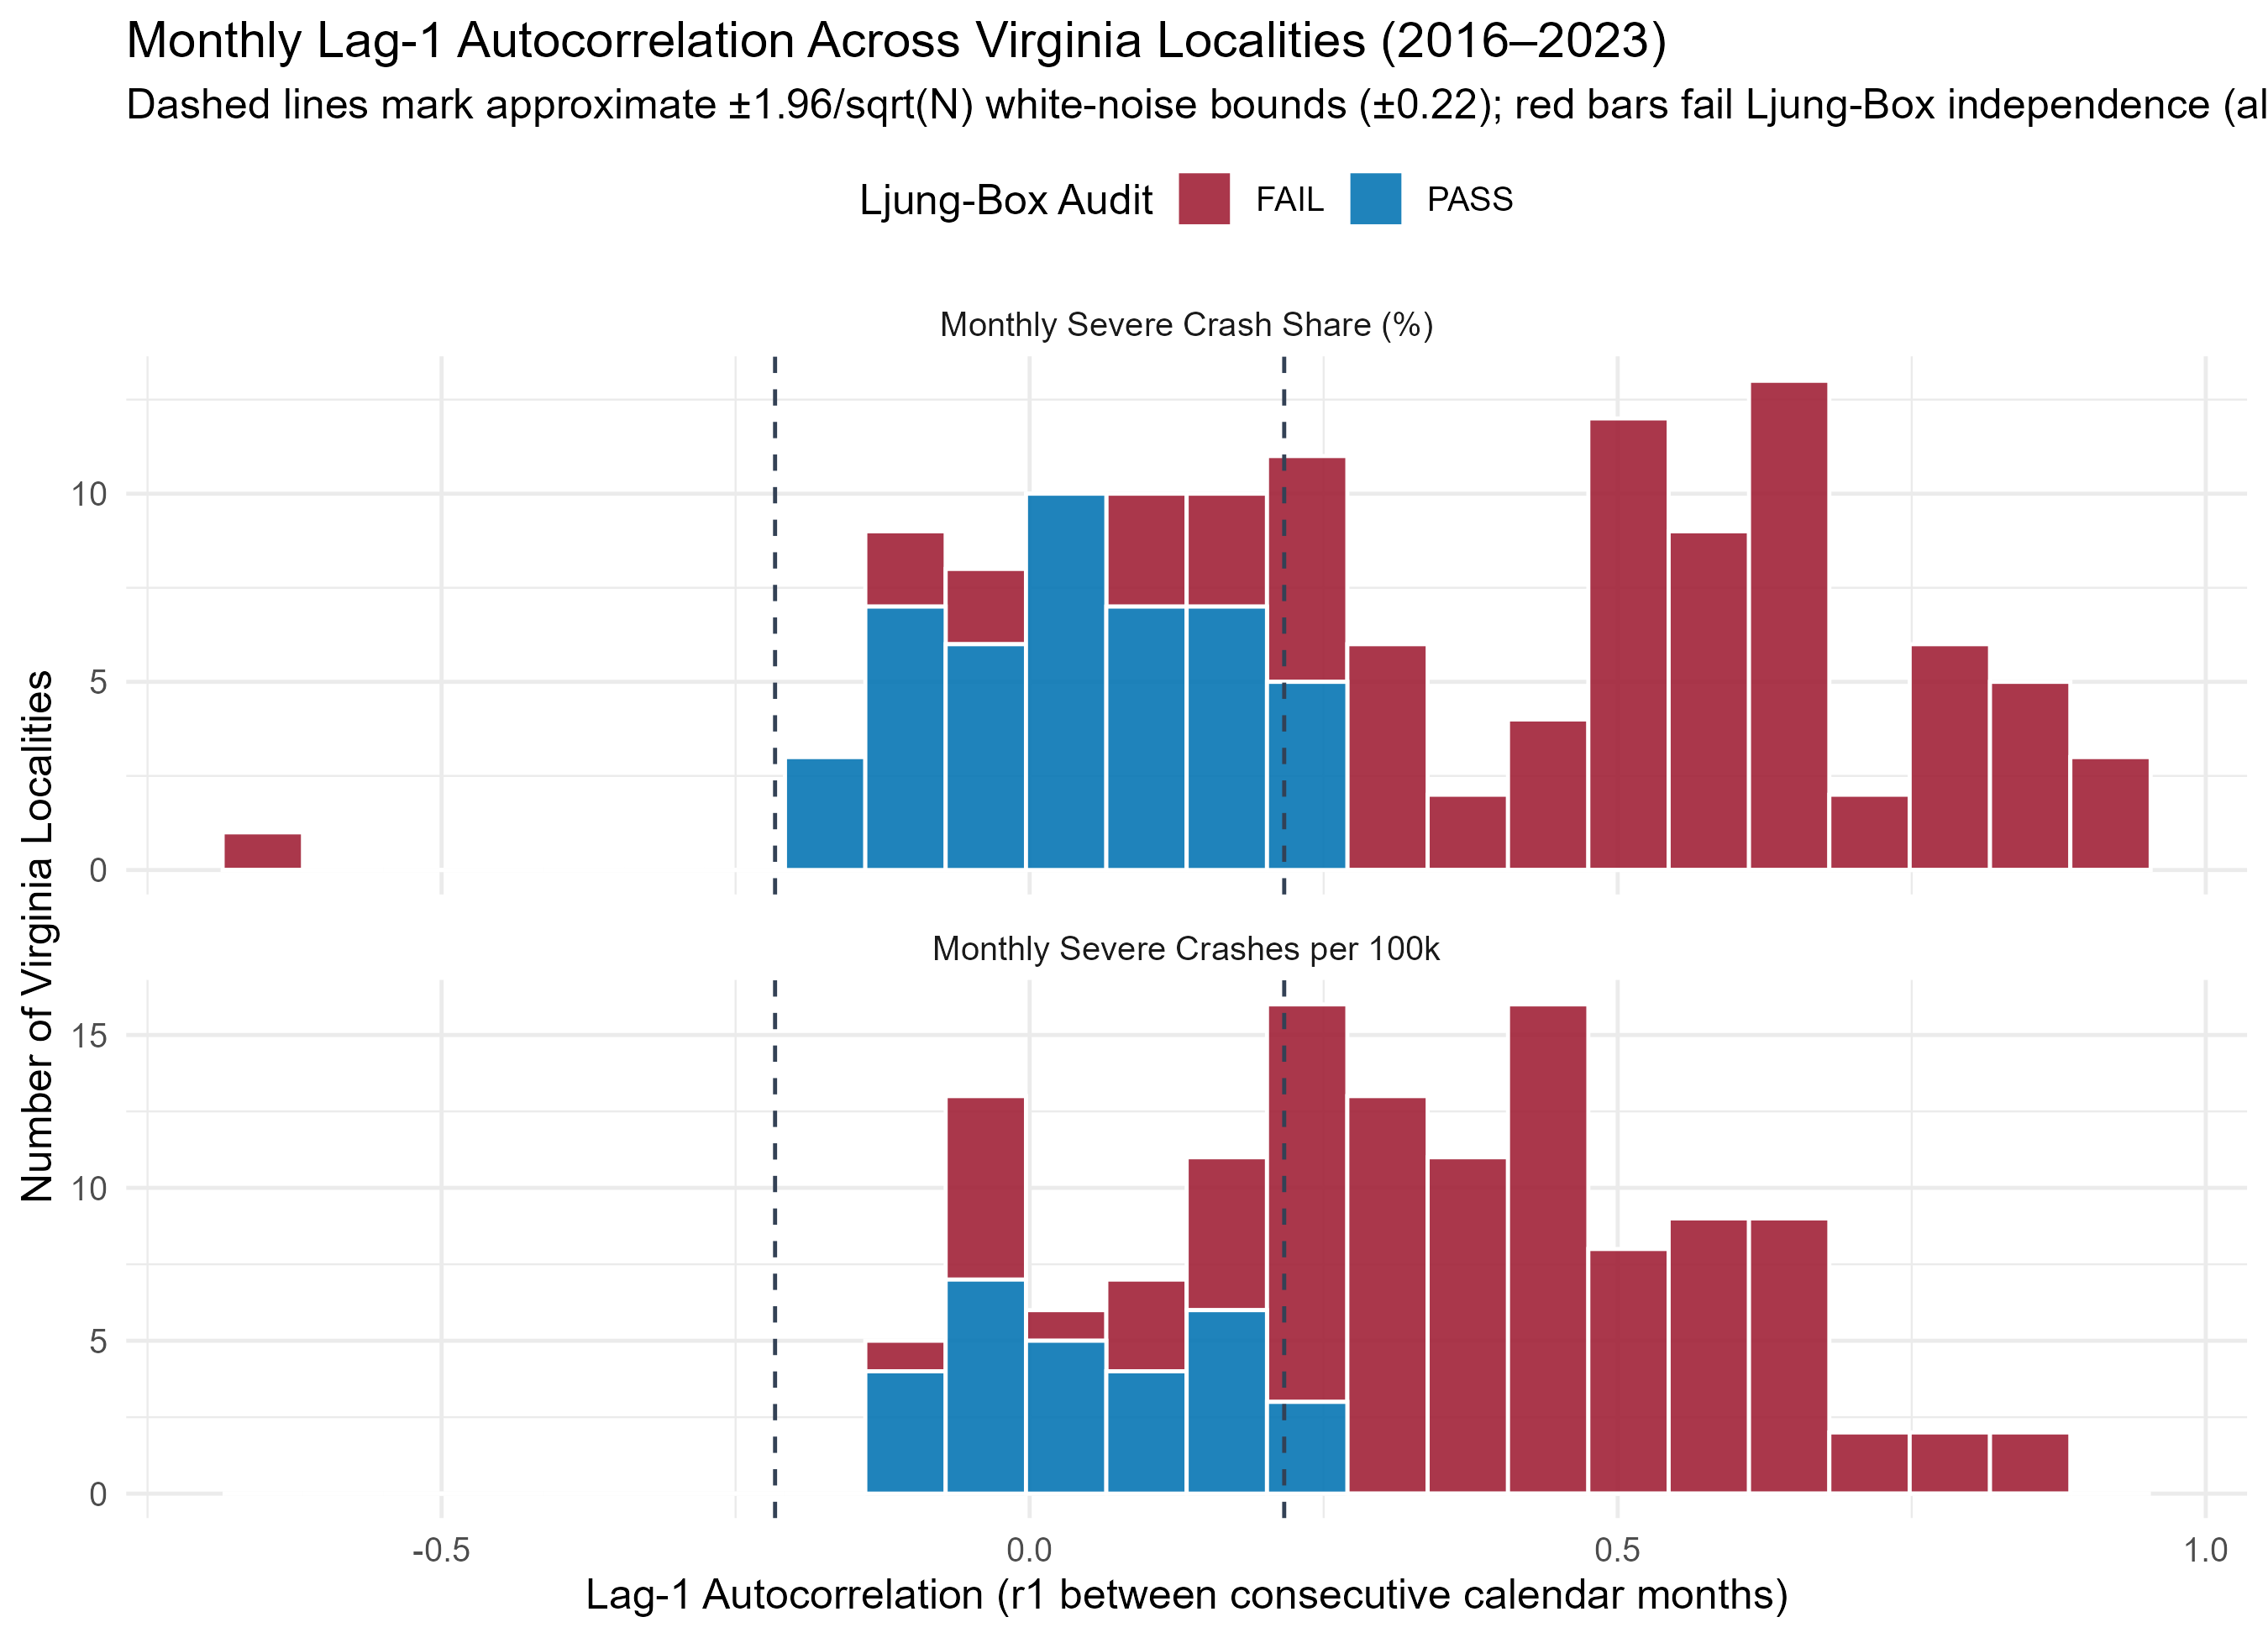 Monthly Lag-1 Autocorrelation Across Virginia Localities (2016–2023)
Dashed lines mark approximate ±1.96/sqrt(N) white-noise bounds (±0.22); red bars fail Ljung-Box independence (al
Ljung-Box Audit FAIL PASS
Monthly Severe Crash Share (%)
10
5
0
Monthly Severe Crashes per 100k
15
10
5
0
Number of Virginia Localities
-0.5 0.0 0.5 1.0
Lag-1 Autocorrelation (r1 between consecutive calendar months)